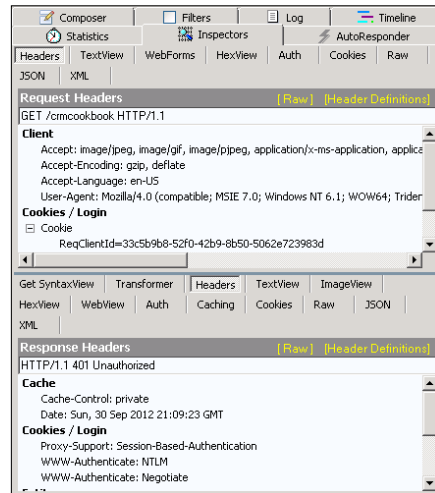 Composer Filters Log Timeline
Statistics Inspectors AutoResponder
Headers TextView WebForms HexView Auth Cookies Raw
JSON XML
Request Headers [Raw] [Header Definitions]
GET /crmcookbook HTTP/1.1
Client
Accept: image/jpeg, image/gif, image/pjpeg, application/x-ms-application, applica
Accept-Encoding: gzip, deflate
Accept-Language: en-US
User-Agent: Mozilla/4.0 (compatible; MSIE 7.0; Windows NT 6.1; WOW64; Trider
Cookies / Login
Cookie
ReqClientId=33c5b9b8-52f0-42b9-8b50-5062e723983d
Get SyntaxView Transformer Headers TextView ImageView
HexView WebView Auth Caching Cookies Raw JSON
XML
Response Headers [Raw] [Header Definitions]
HTTP/1.1 401 Unauthorized
Cache
Cache-Control: private
Date: Sun, 30 Sep 2012 21:09:23 GMT
Cookies / Login
Proxy-Support: Session-Based-Authentication
WWW-Authenticate: NTLM
WWW-Authenticate: Negotiate